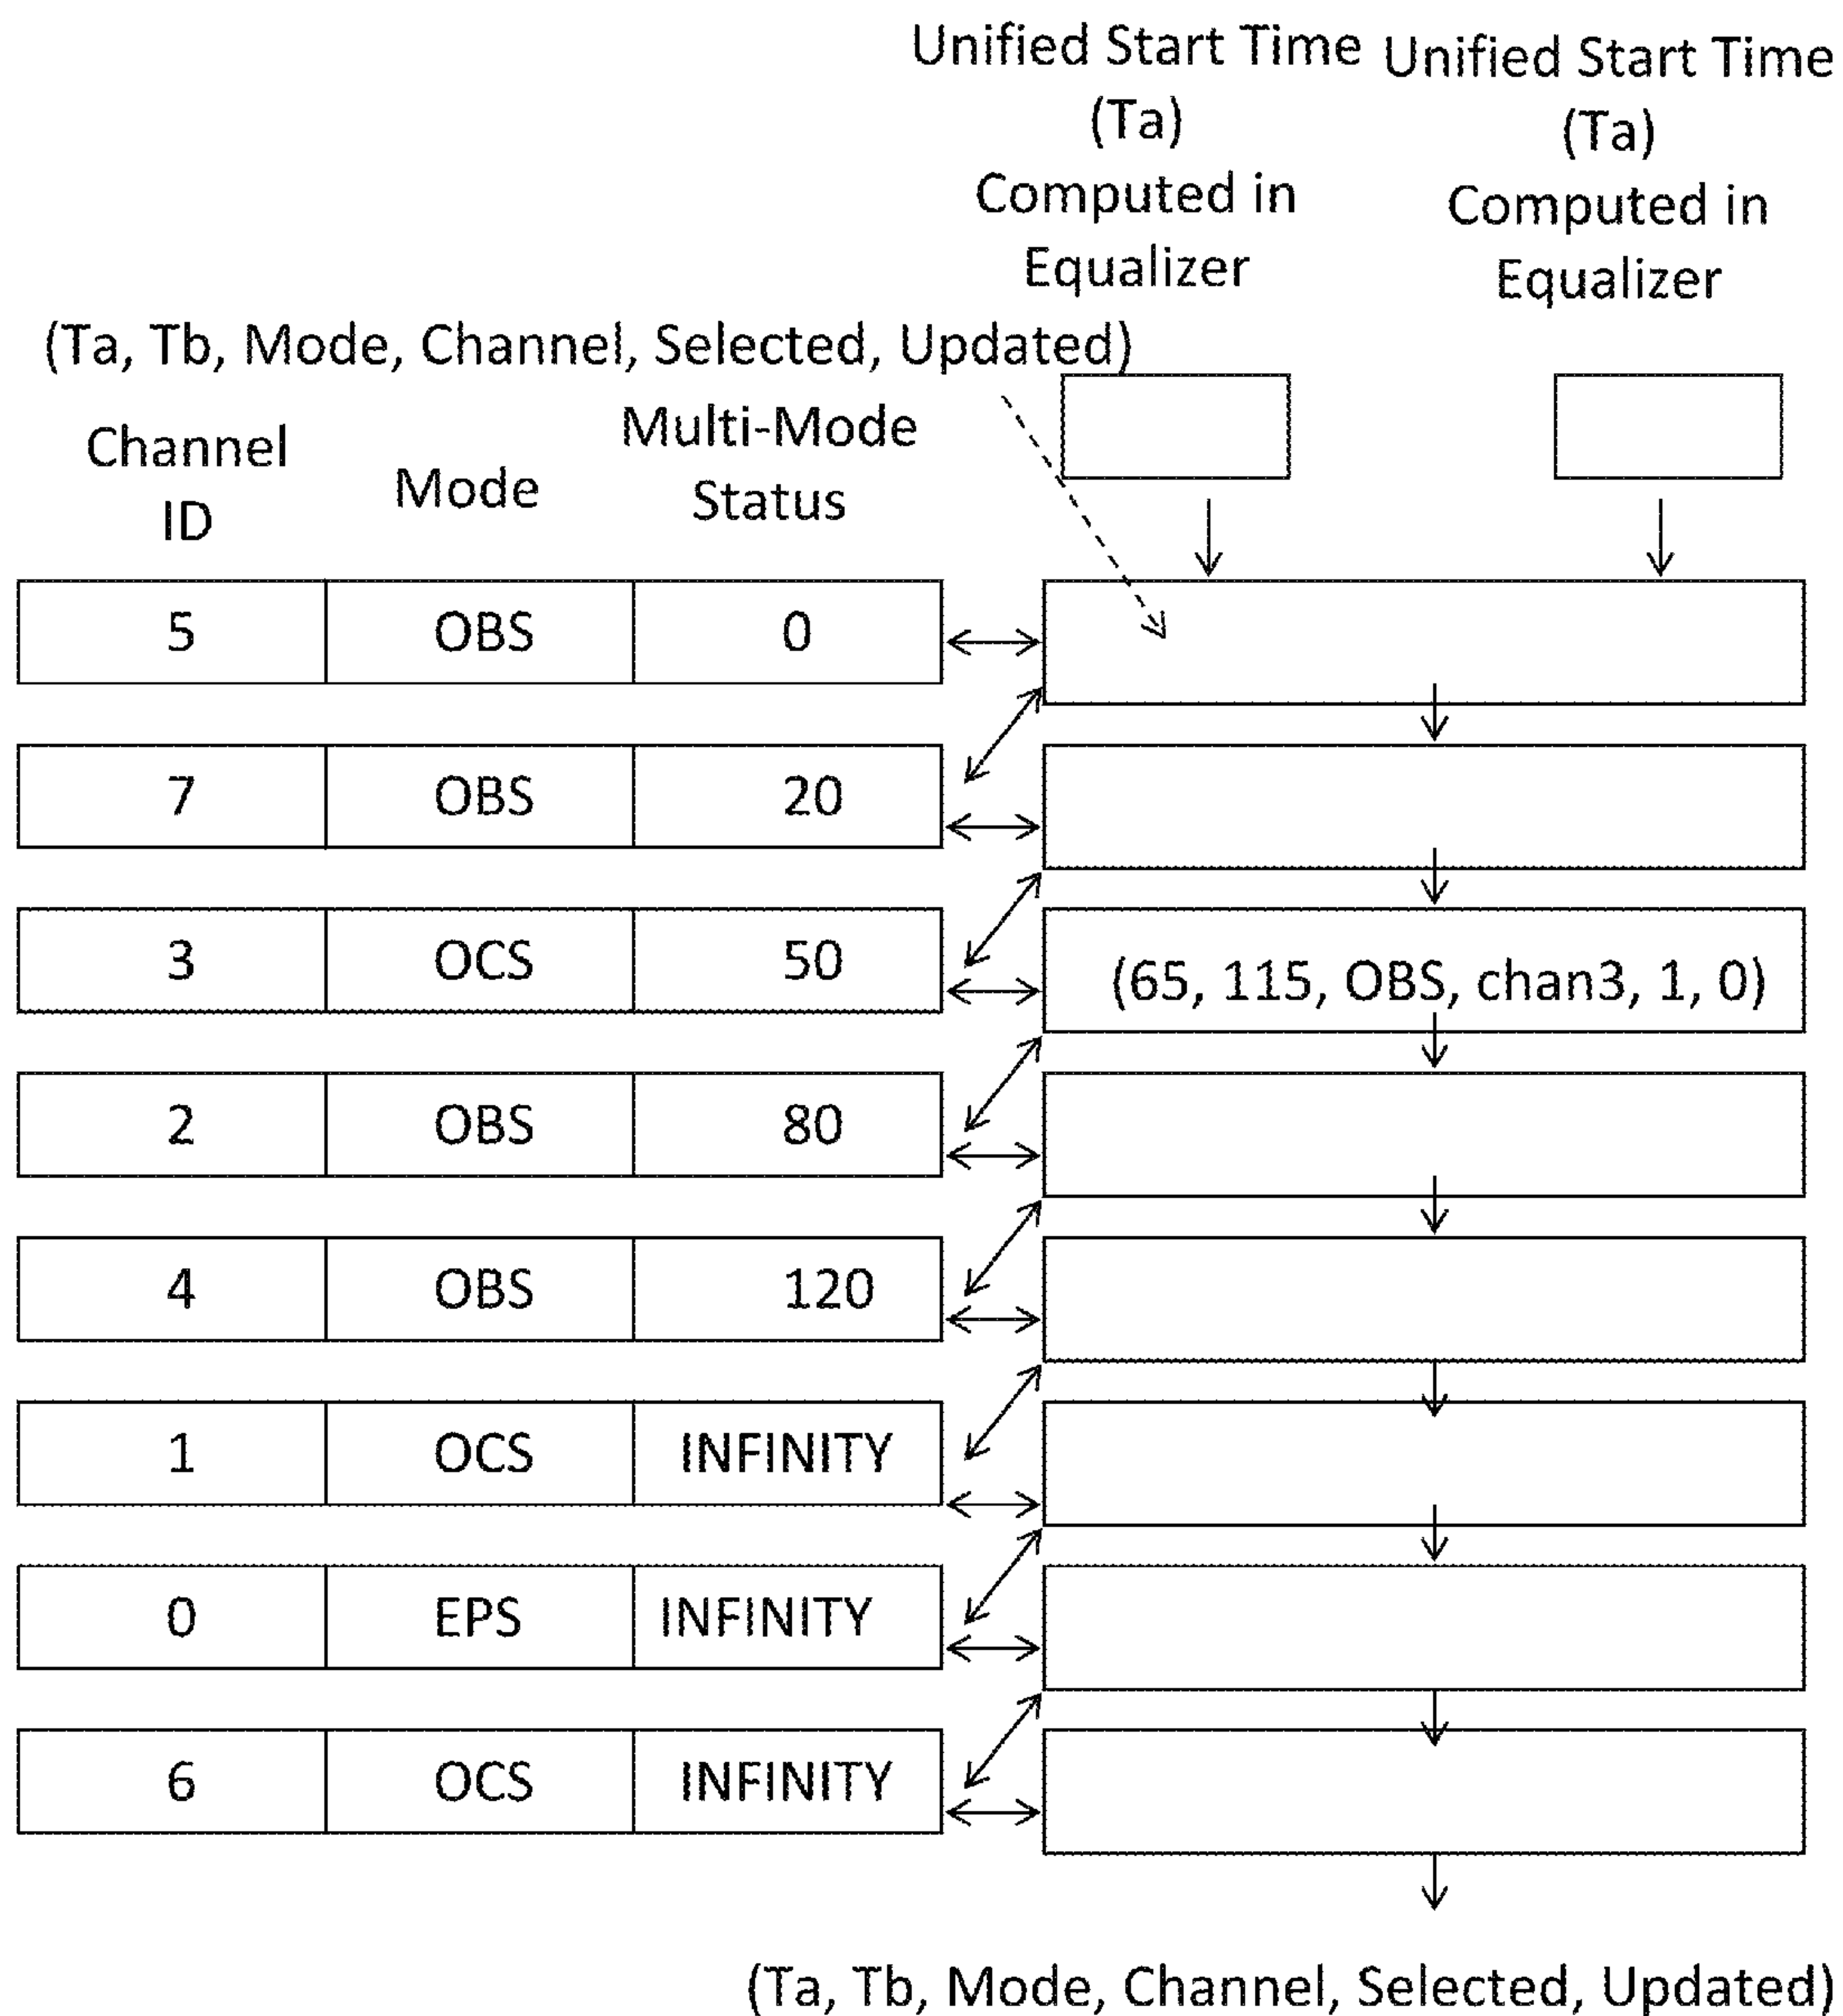 Unified Start Time
(Ta)
Computed in
Equalizer
Unified Start Time
(Ta)
Computed in
Equalizer
(Ta, Tb, Mode, Channel, Selected, Updated)
Channel
ID
Mode
Multi-Mode
Status
5 OBS 0
7 OBS 20
3 OCS 50 (65, 115, OBS, chan3, 1, 0)
2 OBS 80
4 OBS 120
1 OCS INFINITY
0 EPS INFINITY
6 OCS INFINITY
(Ta, Tb, Mode, Channel, Selected, Updated)